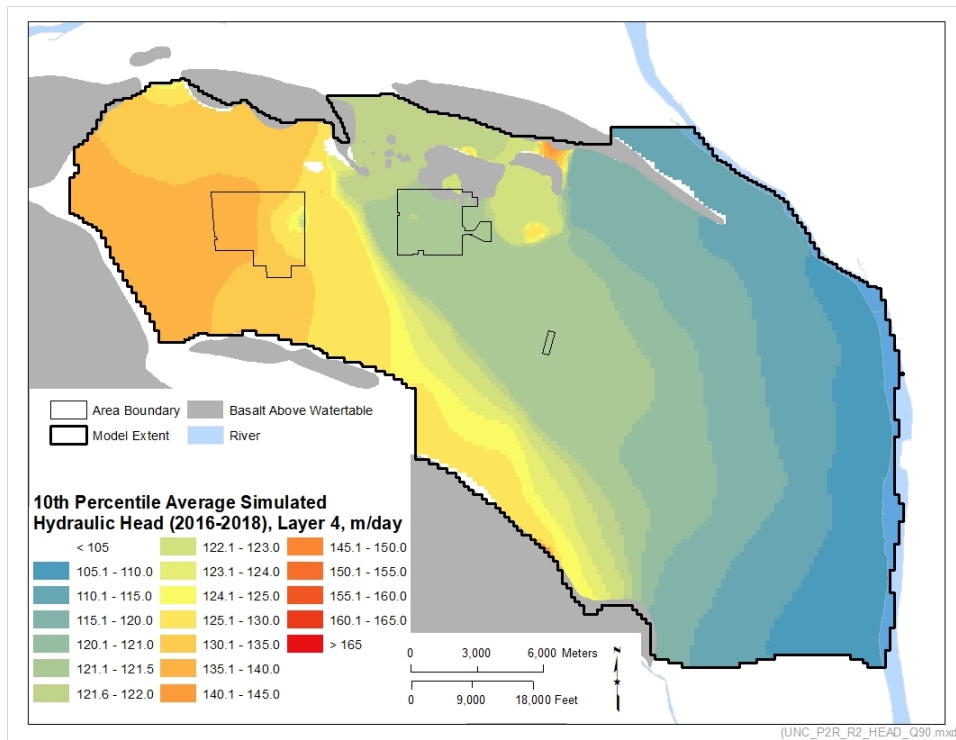 Area Boundary
Basalt Above Watertable
Model Extent
River
10th Percentile Average Simulated
Hydraulic Head (2016-2018), Layer 4, m/day
< 105
105.1 - 110.0
110.1 - 115.0
115.1 - 120.0
120.1 - 121.0
121.1 - 121.5
121.6 - 122.0
122.1 - 123.0
123.1 - 124.0
124.1 - 125.0
125.1 - 130.0
130.1 - 135.0
135.1 - 140.0
140.1 - 145.0
145.1 - 150.0
150.1 - 155.0
155.1 - 160.0
160.1 - 165.0
> 165
0 3,000 6,000 Meters
0 9,000 18,000 Feet
N
(UNC_P2R_R2_HEAD_Q90.mxd